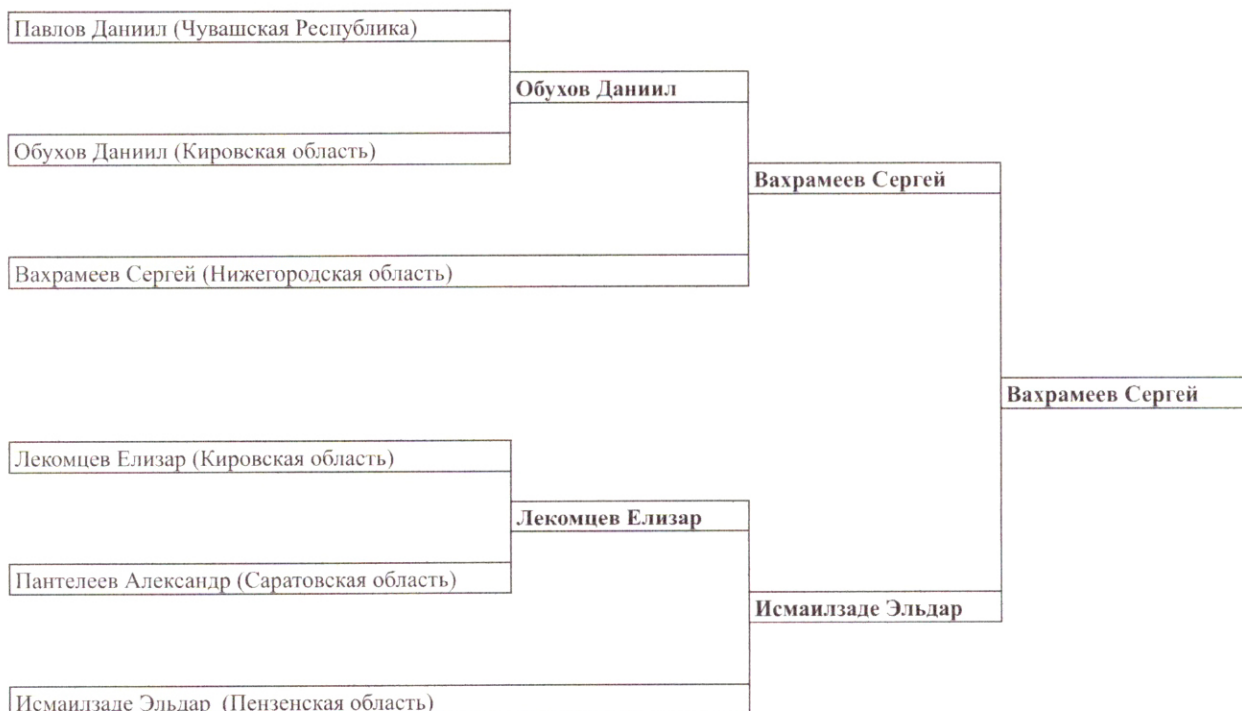 Павлов Даниил (Чувашская Республика)
Обухов Даниил
Обухов Даниил (Кировская область)
Вахрамеев Сергей
Вахрамеев Сергей (Нижегородская область)
Вахрамеев Сергей
Лекомцев Елизар (Кировская область)
Лекомцев Елизар
Пантелеев Александр (Саратовская область)
Исмаилзаде Эльдар
Исмаилзаде Эльдар (Пензенская область)